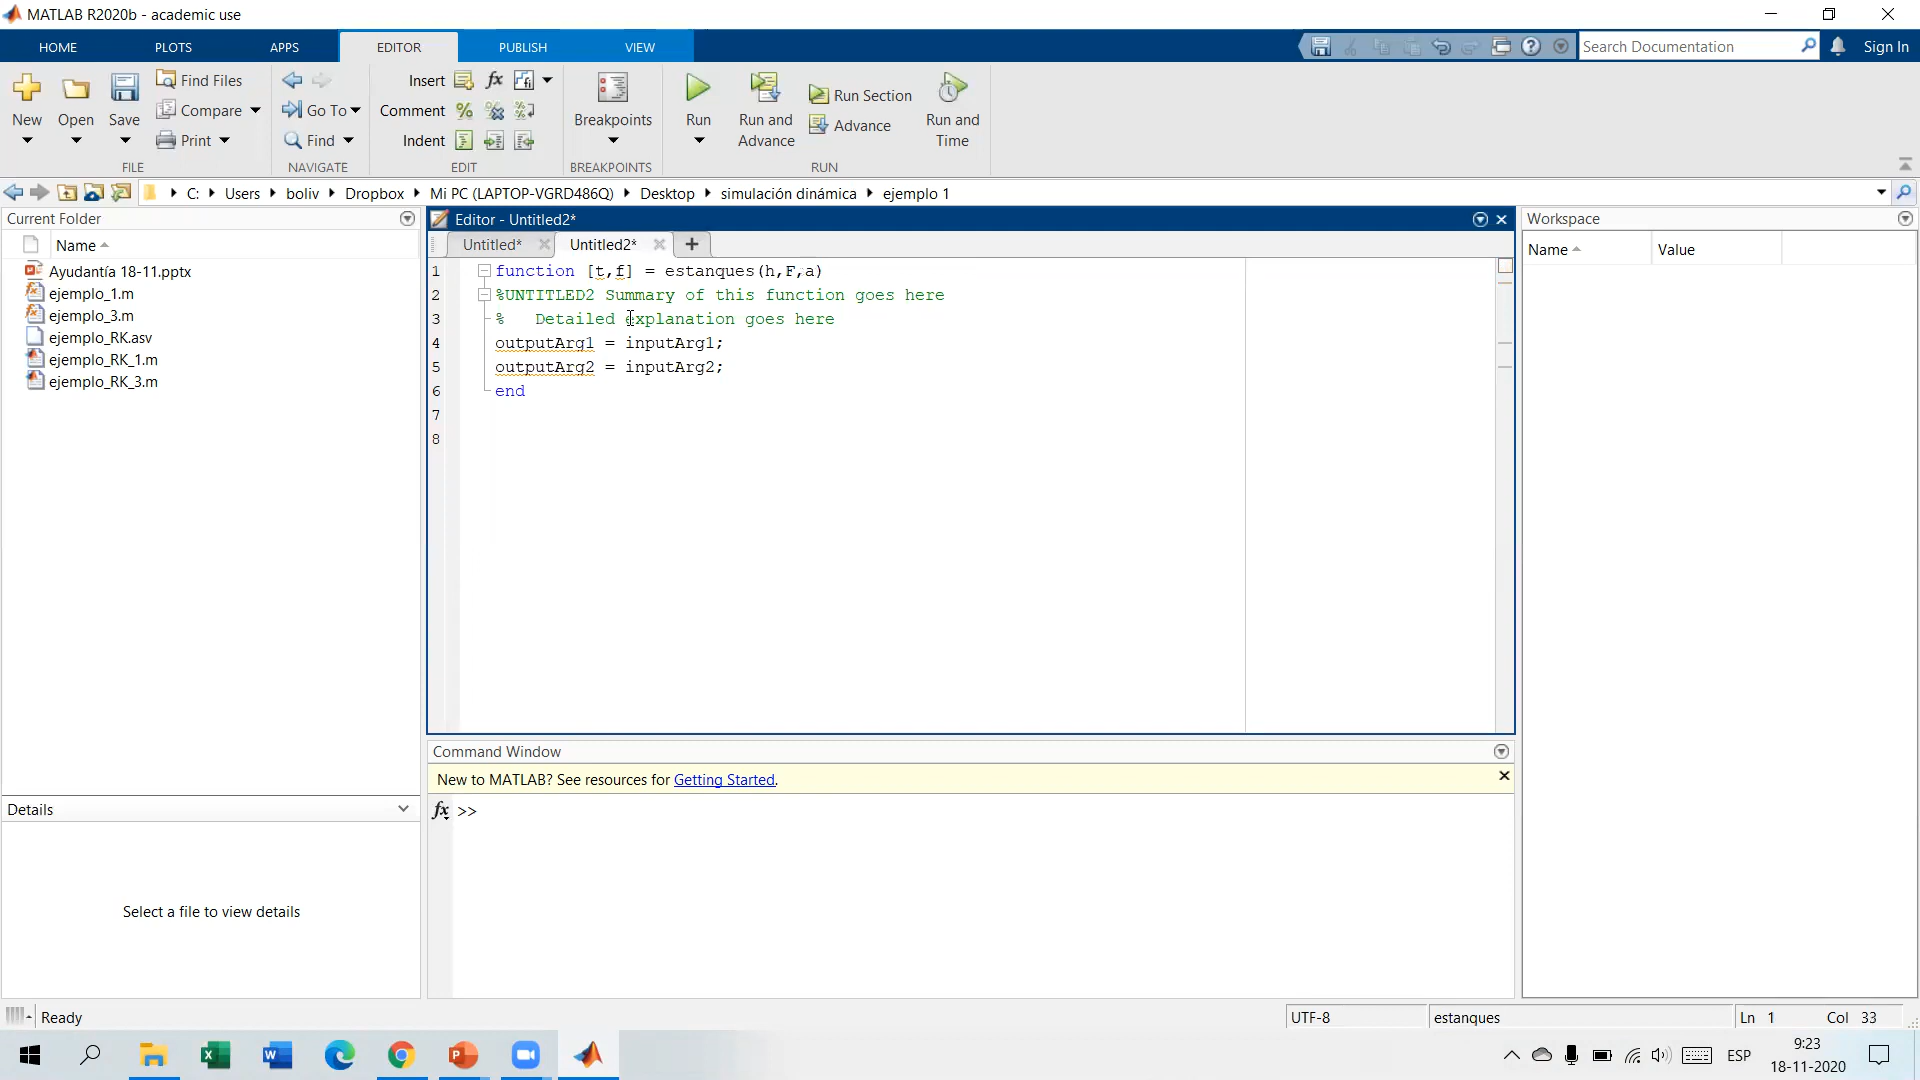 MATLAB R2020b - academic use
HOME PLOTS APPS EDITOR PUBLISH VIEW
Search Documentation
Sign In
New
Open
Save
Find Files
Compare
Print
FILE
Go To
Find
NAVIGATE
Insert
Comment
Indent
EDIT
Breakpoints
BREAKPOINTS
Run
Run and Advance
Run Section
Advance
Run and Time
RUN
C: Users boliv Dropbox Mi PC (LAPTOP-VGRD486Q) Desktop simulación dinámica ejemplo 1
Current Folder
Name
Ayudantía 18-11.pptx
ejemplo_1.m
ejemplo_3.m
ejemplo_RK.asv
ejemplo_RK_1.m
ejemplo_RK_3.m
Details
Select a file to view details
Editor - Untitled2*
Untitled* Untitled2*
1 function [t,f] = estanques(h,F,a)
2 %UNTITLED2 Summary of this function goes here
3 % Detailed explanation goes here
4 outputArg1 = inputArg1;
5 outputArg2 = inputArg2;
6 end
7
8
Command Window
New to MATLAB? See resources for Getting Started.
fx >>
Workspace
Name Value
Ready
UTF-8
estanques
Ln 1 Col 33
ESP
9:23
18-11-2020